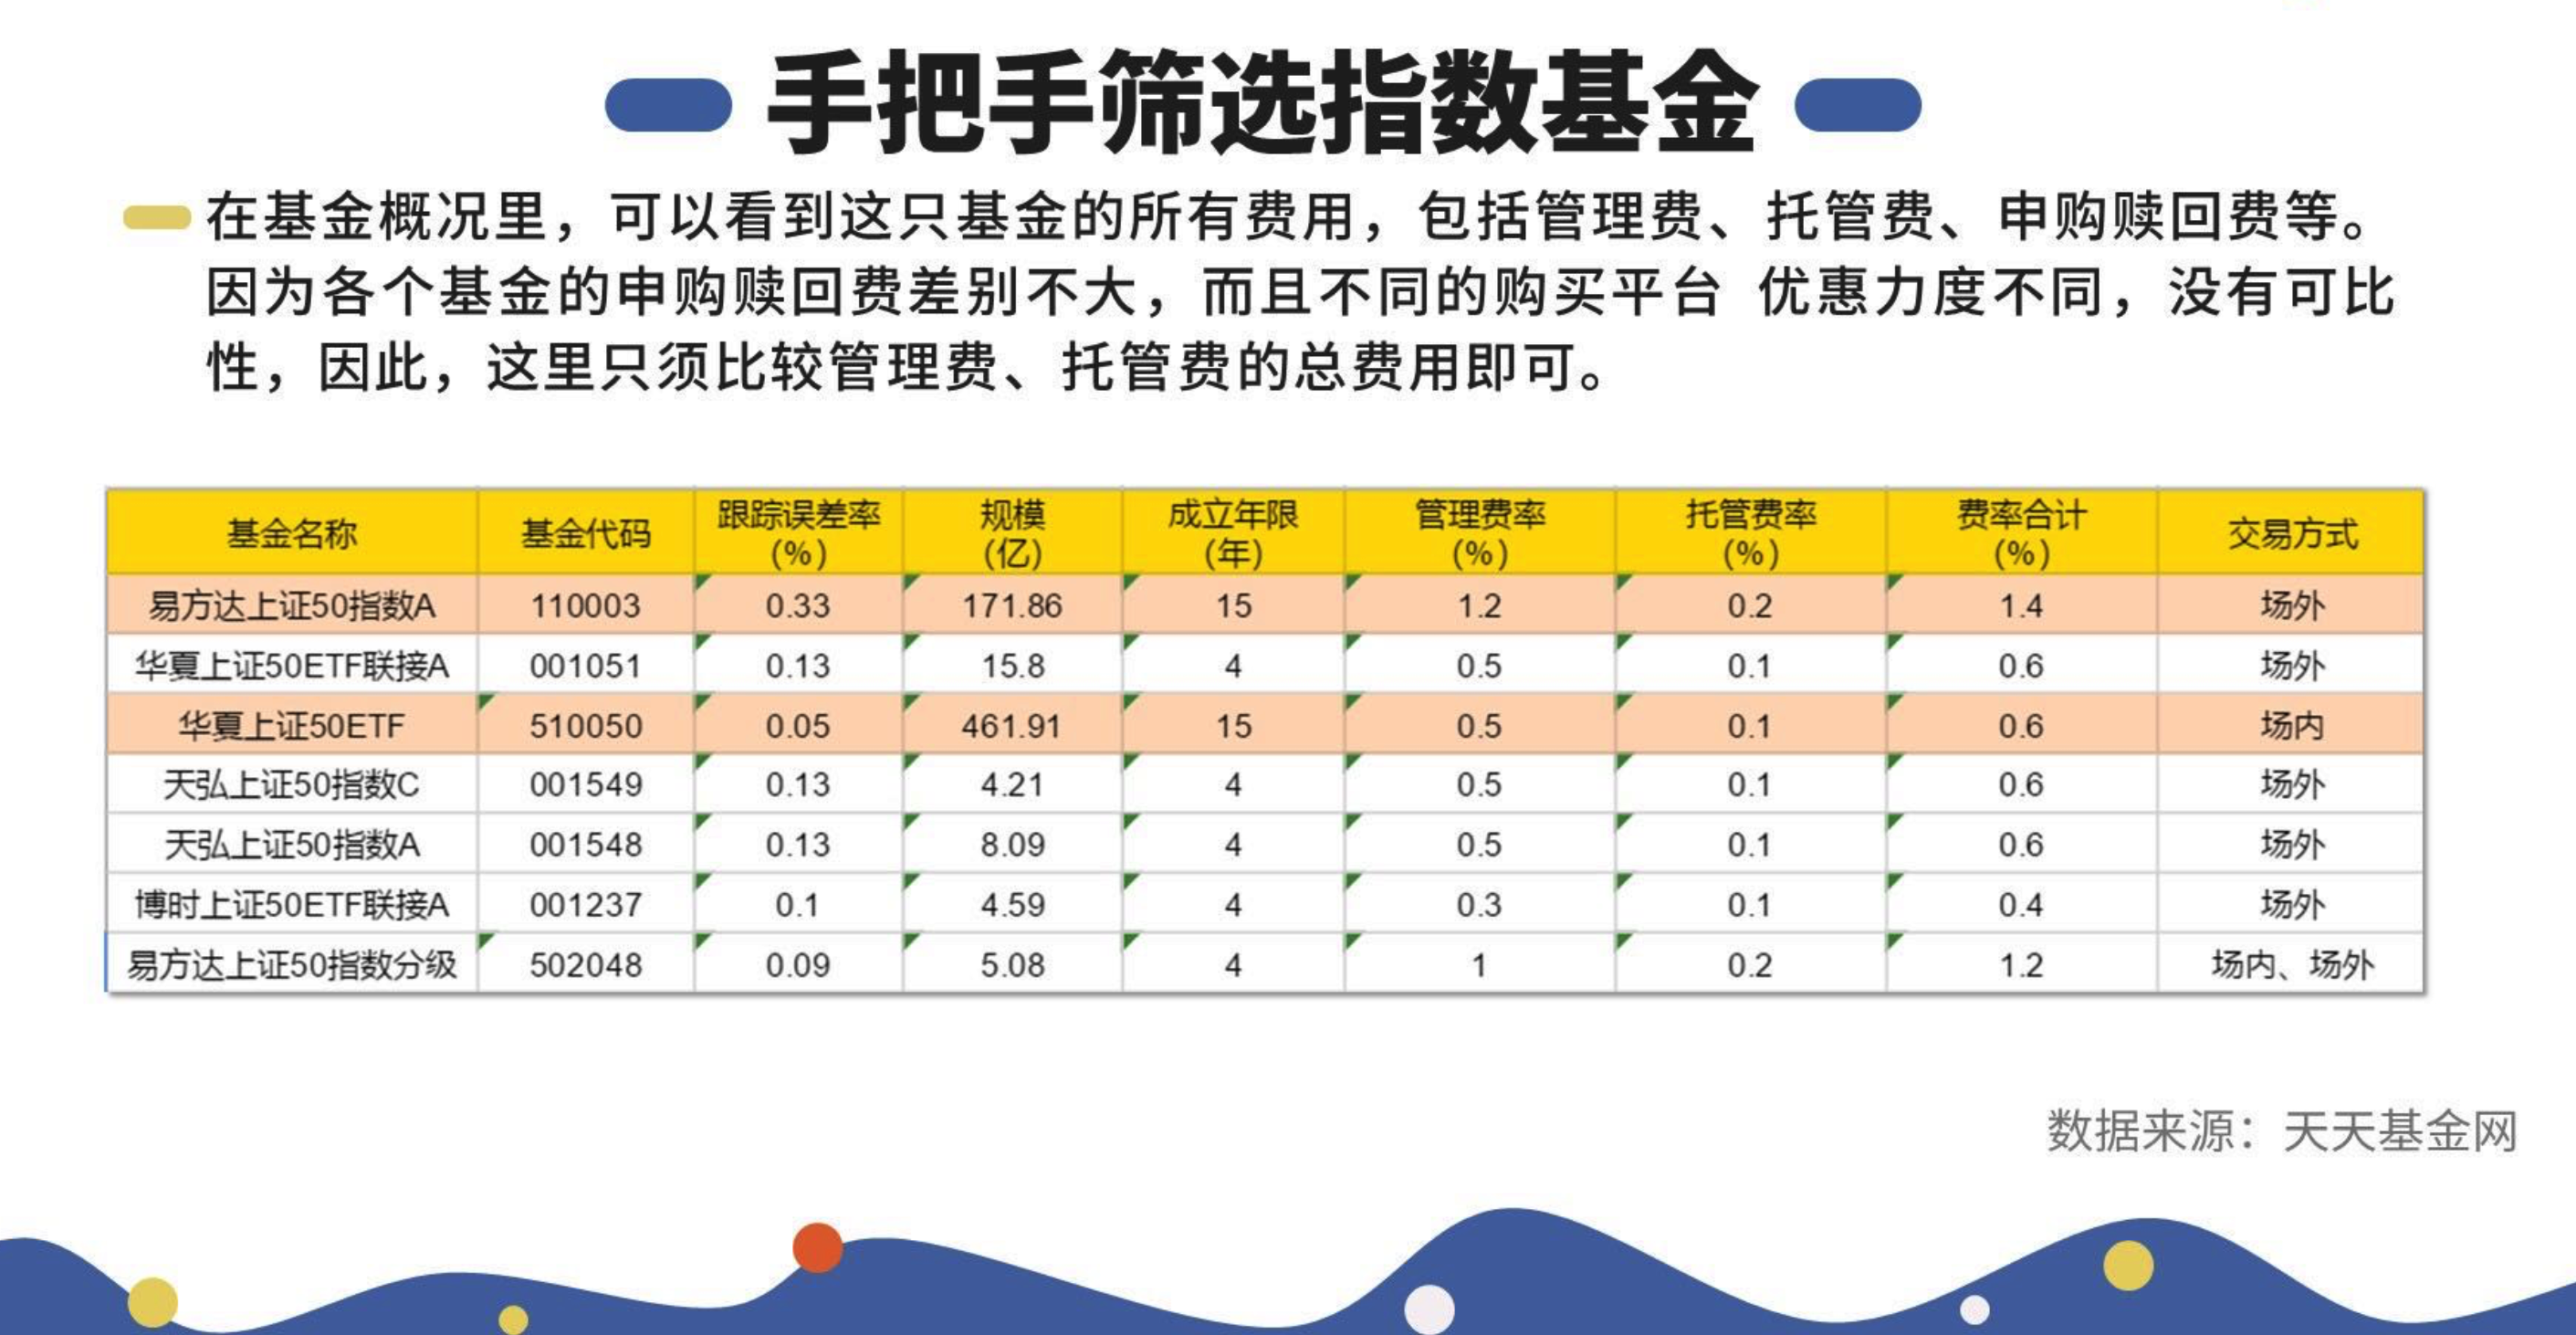 手把手筛选指数基金
在基金概况里，可以看到这只基金的所有费用，包括管理费、托管费、申购赎回费等。
因为各个基金的申购赎回费差别不大，而且不同的购买平台 优惠力度不同，没有可比
性，因此，这里只须比较管理费、托管费的总费用即可。
基金名称 基金代码 跟踪误差率(%) 规模(亿) 成立年限(年) 管理费率(%) 托管费率(%) 费率合计(%) 交易方式
易方达上证50指数A 110003 0.33 171.86 15 1.2 0.2 1.4 场外
华夏上证50ETF联接A 001051 0.13 15.8 4 0.5 0.1 0.6 场外
华夏上证50ETF 510050 0.05 461.91 15 0.5 0.1 0.6 场内
天弘上证50指数C 001549 0.13 4.21 4 0.5 0.1 0.6 场外
天弘上证50指数A 001548 0.13 8.09 4 0.5 0.1 0.6 场外
博时上证50ETF联接A 001237 0.1 4.59 4 0.3 0.1 0.4 场外
易方达上证50指数分级 502048 0.09 5.08 4 1 0.2 1.2 场内、场外
数据来源：天天基金网